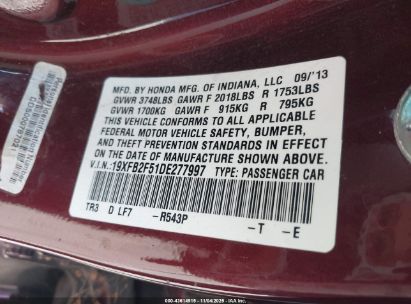 MFD. BY HONDA MFG. OF INDIANA, LLC 09/'13
GVWR 3748LBS GAWR F 2018LBS R 1753LBS
GVWR 1700KG GAWR F 915KG R 795KG
THIS VEHICLE CONFORMS TO ALL APPLICABLE
FEDERAL MOTOR VEHICLE SAFETY, BUMPER,
AND THEFT PREVENTION STANDARDS IN EFFECT
ON THE DATE OF MANUFACTURE SHOWN ABOVE.
V.I.N.:19XFB2F51DE277997 TYPE: PASSENGER CAR
TR3 D LF7 -R543P -T -E